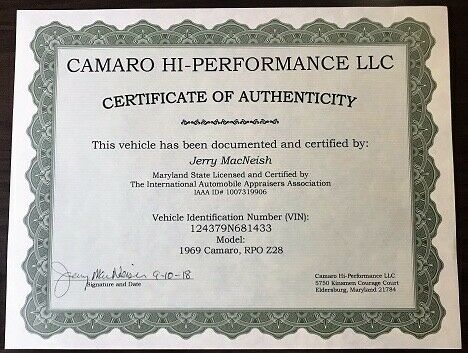 CAMARO HI-PERFORMANCE LLC
CERTIFICATE OF AUTHENTICITY
This vehicle has been documented and certified by:
Jerry MacNeish
Maryland State Licensed and Certified by
The International Automobile Appraisers Association
IAAA ID# 1007319906
Vehicle Identification Number (VIN):
124379N681433
Model:
1969 Camaro, RPO Z28
Jerry MacNeish 9-10-18
Signature and Date
Camaro Hi-Performance LLC
5750 Kinsmen Courage Court
Eldersburg, Maryland 21784